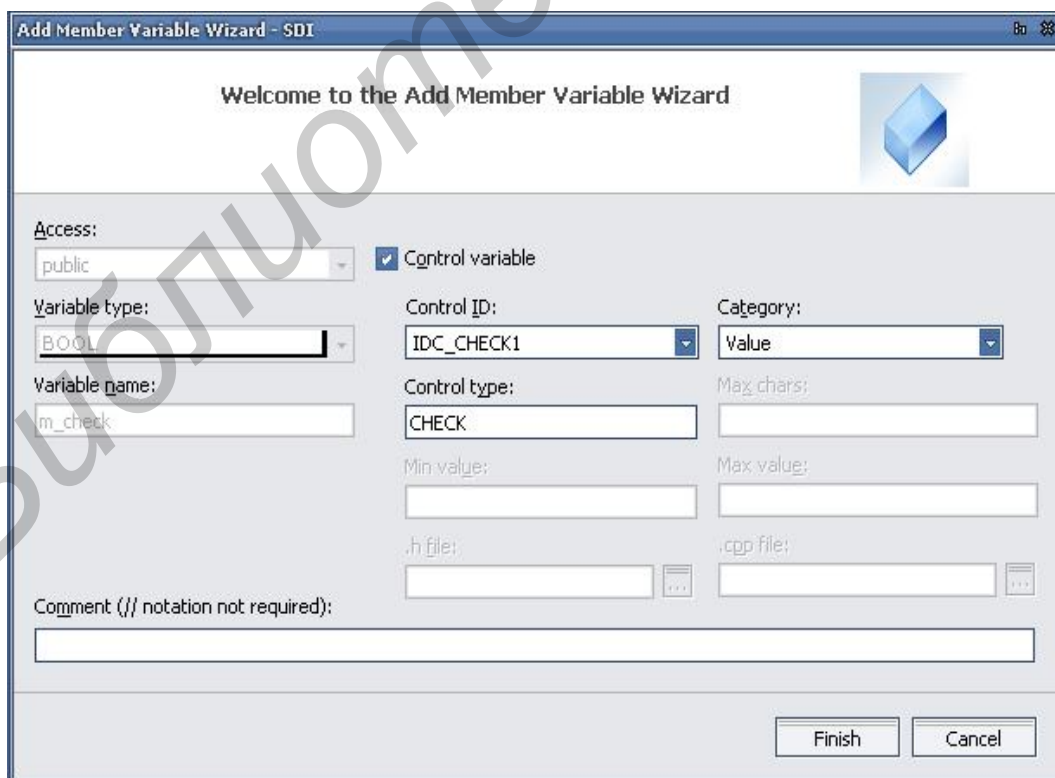 Add Member Variable Wizard - SDI
Welcome to the Add Member Variable Wizard
Access:
public
Control variable
Variable type:
Control ID:
Category:
BOOL
IDC_CHECK1
Value
Variable name:
Control type:
Max chars:
m_check
CHECK
Min value:
Max value:
.h file:
.cpp file:
...
...
Comment (// notation not required):
Finish
Cancel